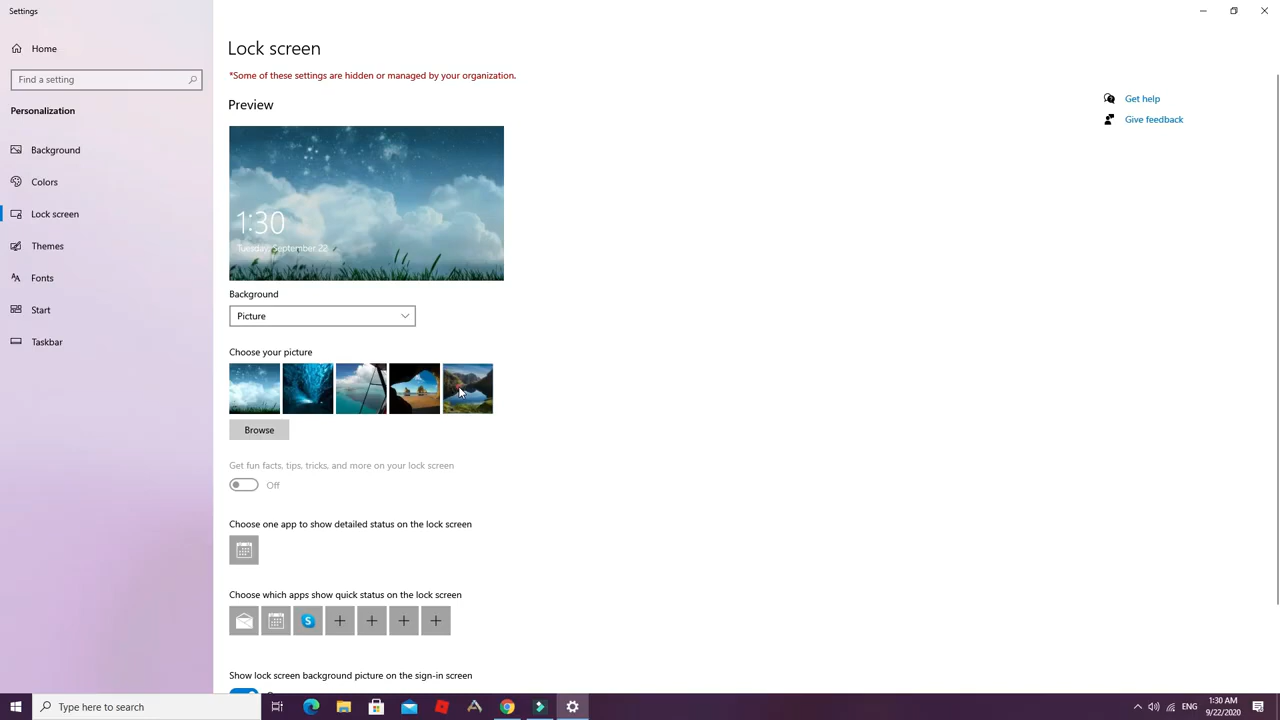 Settings
Home
Find a setting
Personalization
Background
Colors
Lock screen
Themes
Fonts
Start
Taskbar
Lock screen
*Some of these settings are hidden or managed by your organization.
Preview
1:30
Tuesday, September 22
Background
Picture
Choose your picture
Browse
Get fun facts, tips, tricks, and more on your lock screen
Off
Choose one app to show detailed status on the lock screen
Choose which apps show quick status on the lock screen
Show lock screen background picture on the sign-in screen
Get help
Give feedback
Type here to search
ENG
1:30 AM
9/22/2020